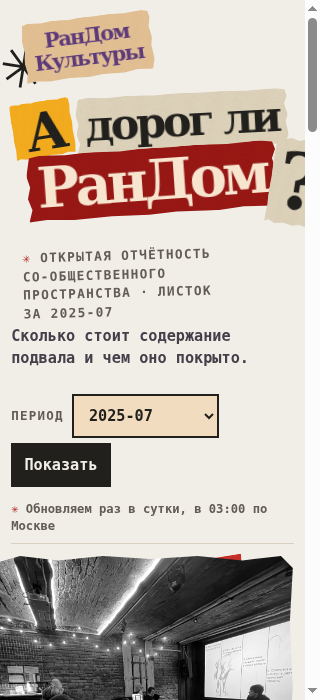 РанДом
Культуры
А дорог ли
РанДом?
✳ ОТКРЫТАЯ ОТЧЁТНОСТЬ
СО-ОБЩЕСТВЕННОГО
ПРОСТРАНСТВА · ЛИСТОК
ЗА 2025-07
Сколько стоит содержание
подвала и чем оно покрыто.
ПЕРИОД 2025-07
Показать
✳ Обновляем раз в сутки, в 03:00 по
Москве